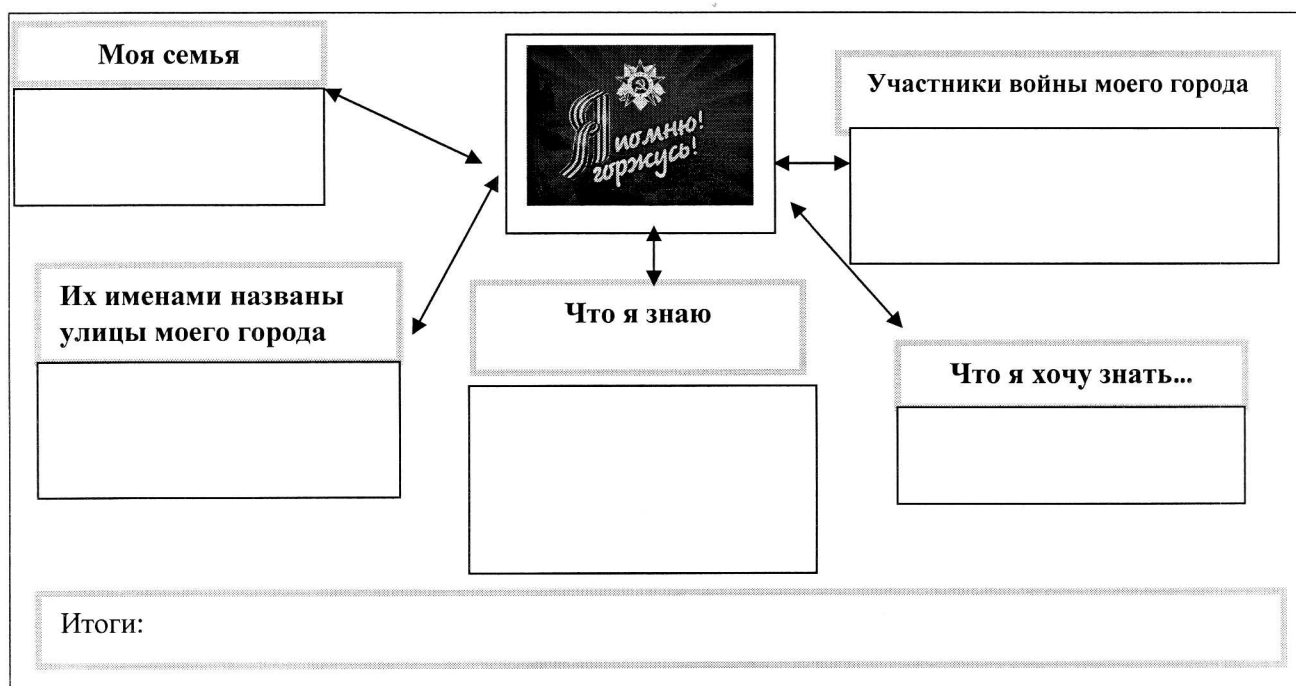 Моя семья
Я помню!
горжусь!
Участники войны моего города
Их именами названы
улицы моего города
Что я знаю
Что я хочу знать...
Итоги: